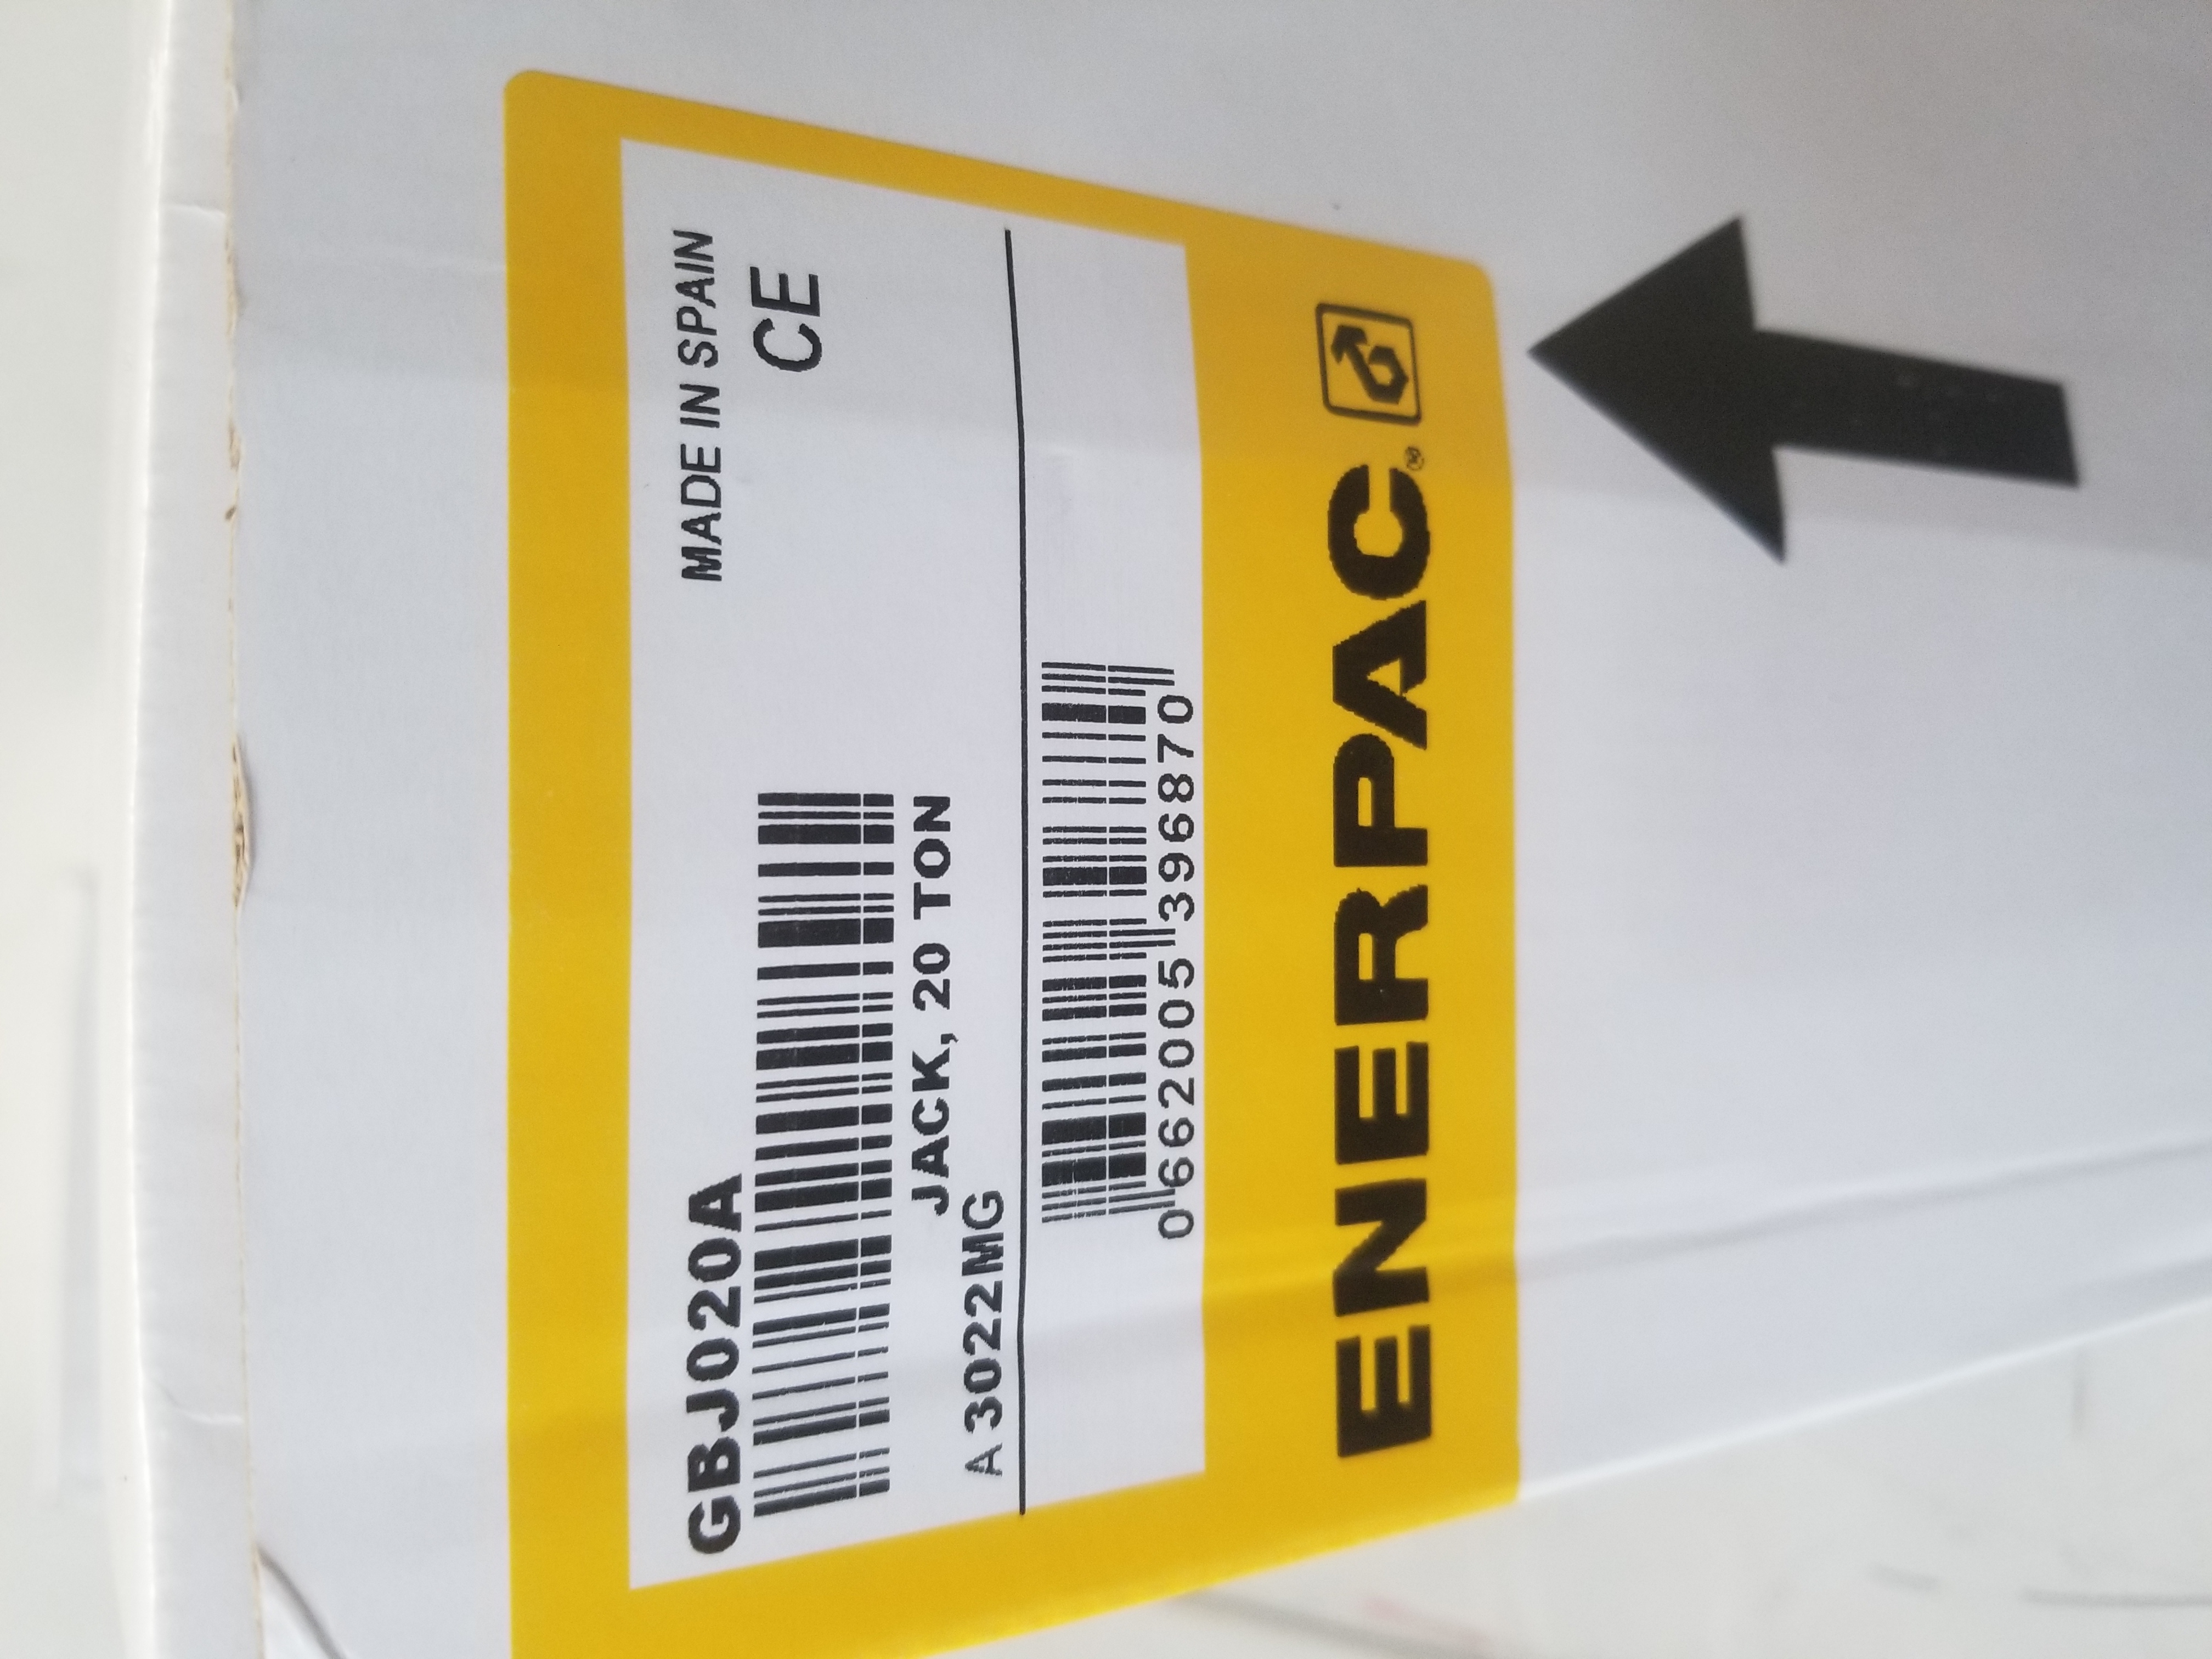 GBJ020A
MADE IN SPAIN
CE
JACK, 20 TON
A 3022MG
0 662005 396870
ENERPAC®